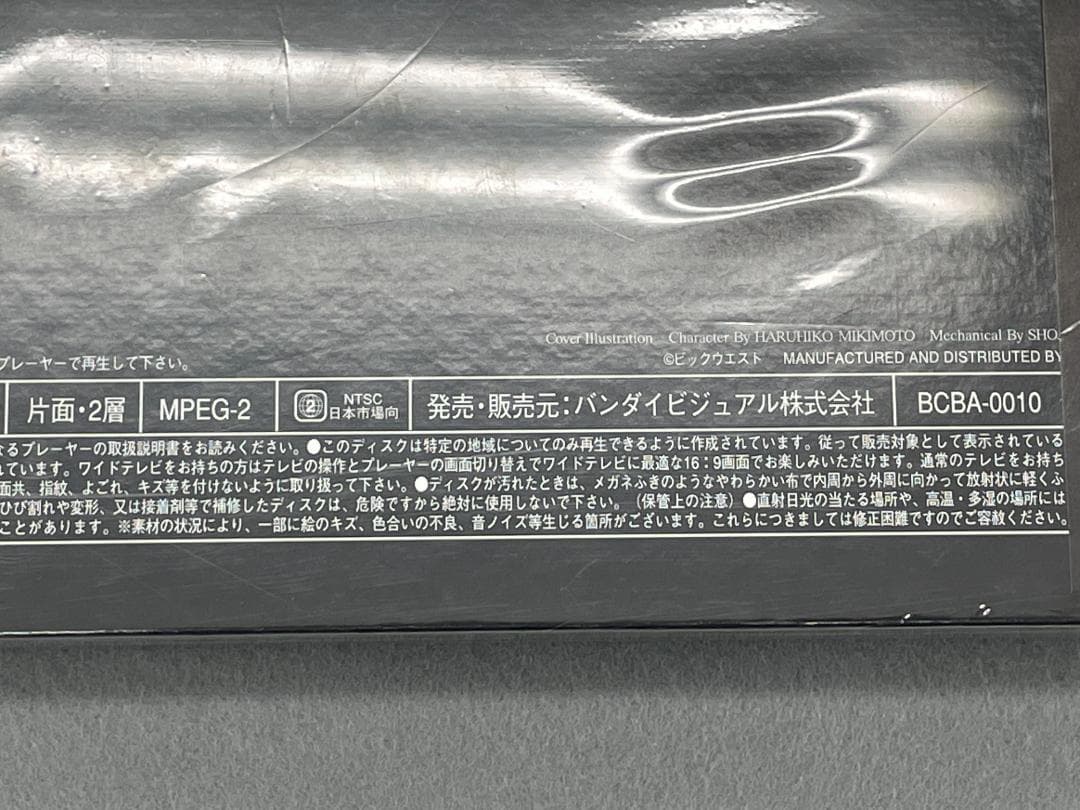 Cover Illustration Character By HARUHIKO MIKIMOTO Mechanical By SHO
プレーヤーで再生して下さい。
©ビックウエスト MANUFACTURED AND DISTRIBUTED BY
片面・2層 MPEG-2 2 NTSC 日本市場向 発売・販売元:バンダイビジュアル株式会社 BCBA-0010
なるプレーヤーの取扱説明書をお読みください。●このディスクは特定の地域についてのみ再生できるように作成されています。従って販売対象として表示されている
れています。ワイドテレビをお持ちの方はテレビの操作とプレーヤーの画面切り替えでワイドテレビに最適な16:9画面でお楽しみいただけます。通常のテレビをお持ち
面共、指紋、よごれ、キズ等を付けないように取り扱って下さい。●ディスクが汚れたときは、メガネふきのようなやわらかい布で内周から外周に向かって放射状に軽くふ
ひび割れや変形、又は接着剤等で補修したディスクは、危険ですから絶対に使用しないで下さい。(保管上の注意)●直射日光の当たる場所や、高温・多湿の場所には
ことがあります。※素材の状況により、一部に絵のキズ、色合いの不良、音ノイズ等生じる箇所がございます。これらにつきましては修正困難ですのでご容赦ください。